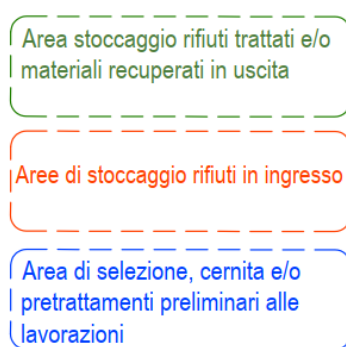 Area stoccaggio rifiuti trattati e/o
materiali recuperati in uscita
Aree di stoccaggio rifiuti in ingresso
Area di selezione, cernita e/o
pretrattamenti preliminari alle
lavorazioni